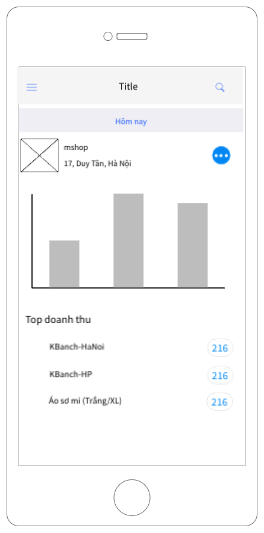 Title
Hôm nay
mshop
17, Duy Tân, Hà Nội
Top doanh thu
KBanch-HaNoi
216
KBanch-HP
216
Áo sơ mi (Trắng/XL)
216